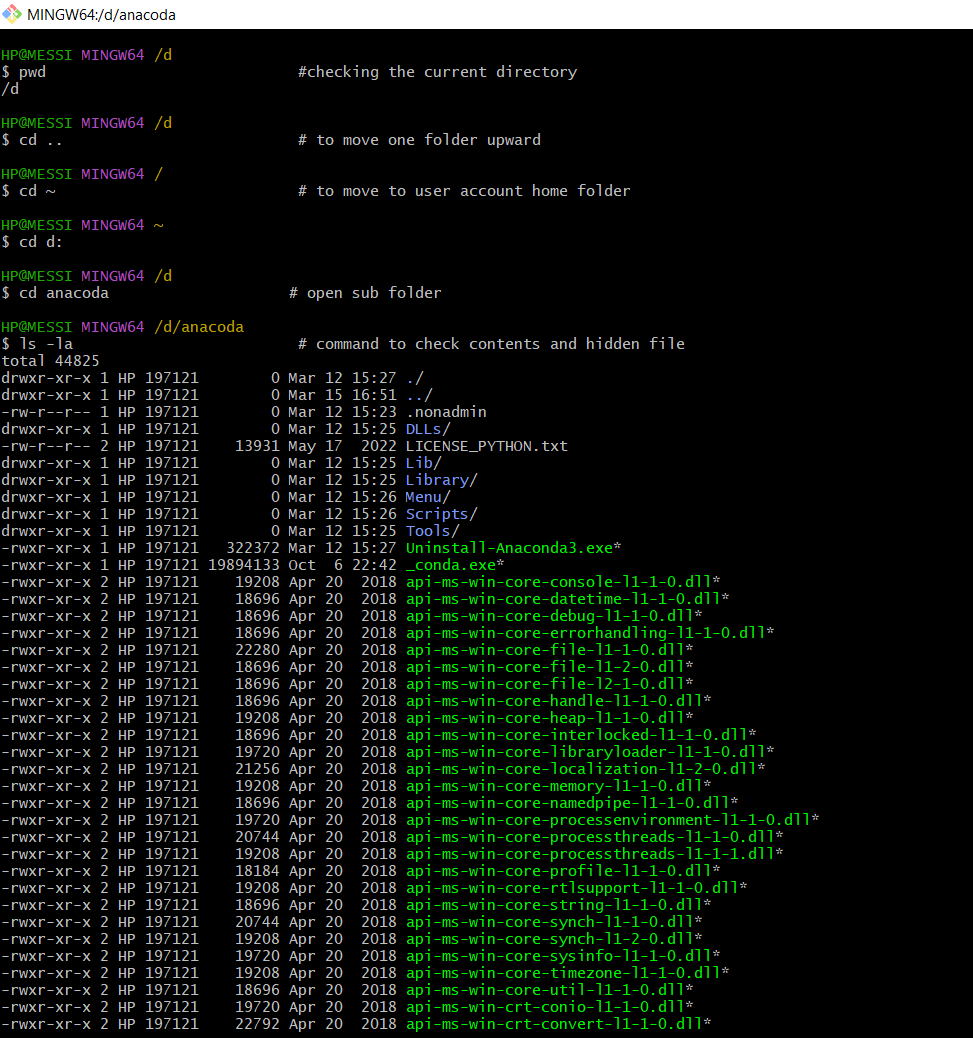 MINGW64:/d/anacoda
HP@MESSI MINGW64 /d
$ pwd                            #checking the current directory
/d
HP@MESSI MINGW64 /d
$ cd ..                          # to move one folder upward
HP@MESSI MINGW64 /
$ cd ~                           # to move to user account home folder
HP@MESSI MINGW64 ~
$ cd d:
HP@MESSI MINGW64 /d
$ cd anacoda                    # open sub folder
HP@MESSI MINGW64 /d/anacoda
$ ls -la                         # command to check contents and hidden file
total 44825
drwxr-xr-x 1 HP 197121        0 Mar 12 15:27 ./
drwxr-xr-x 1 HP 197121        0 Mar 15 16:51 ../
-rw-r--r-- 1 HP 197121        0 Mar 12 15:23 .nonadmin
drwxr-xr-x 1 HP 197121        0 Mar 12 15:25 DLLs/
-rw-r--r-- 2 HP 197121    13931 May 17  2022 LICENSE_PYTHON.txt
drwxr-xr-x 1 HP 197121        0 Mar 12 15:25 Lib/
drwxr-xr-x 1 HP 197121        0 Mar 12 15:25 Library/
drwxr-xr-x 1 HP 197121        0 Mar 12 15:26 Menu/
drwxr-xr-x 1 HP 197121        0 Mar 12 15:26 Scripts/
drwxr-xr-x 1 HP 197121        0 Mar 12 15:25 Tools/
-rwxr-xr-x 1 HP 197121   322372 Mar 12 15:27 Uninstall-Anaconda3.exe*
-rwxr-xr-x 1 HP 197121 19894133 Oct  6 22:42 _conda.exe*
-rwxr-xr-x 2 HP 197121    19208 Apr 20  2018 api-ms-win-core-console-l1-1-0.dll*
-rwxr-xr-x 2 HP 197121    18696 Apr 20  2018 api-ms-win-core-datetime-l1-1-0.dll*
-rwxr-xr-x 2 HP 197121    18696 Apr 20  2018 api-ms-win-core-debug-l1-1-0.dll*
-rwxr-xr-x 2 HP 197121    18696 Apr 20  2018 api-ms-win-core-errorhandling-l1-1-0.dll*
-rwxr-xr-x 2 HP 197121    22280 Apr 20  2018 api-ms-win-core-file-l1-1-0.dll*
-rwxr-xr-x 2 HP 197121    18696 Apr 20  2018 api-ms-win-core-file-l1-2-0.dll*
-rwxr-xr-x 2 HP 197121    18696 Apr 20  2018 api-ms-win-core-file-l2-1-0.dll*
-rwxr-xr-x 2 HP 197121    18696 Apr 20  2018 api-ms-win-core-handle-l1-1-0.dll*
-rwxr-xr-x 2 HP 197121    19208 Apr 20  2018 api-ms-win-core-heap-l1-1-0.dll*
-rwxr-xr-x 2 HP 197121    18696 Apr 20  2018 api-ms-win-core-interlocked-l1-1-0.dll*
-rwxr-xr-x 2 HP 197121    19720 Apr 20  2018 api-ms-win-core-libraryloader-l1-1-0.dll*
-rwxr-xr-x 2 HP 197121    21256 Apr 20  2018 api-ms-win-core-localization-l1-2-0.dll*
-rwxr-xr-x 2 HP 197121    19208 Apr 20  2018 api-ms-win-core-memory-l1-1-0.dll*
-rwxr-xr-x 2 HP 197121    18696 Apr 20  2018 api-ms-win-core-namedpipe-l1-1-0.dll*
-rwxr-xr-x 2 HP 197121    19720 Apr 20  2018 api-ms-win-core-processenvironment-l1-1-0.dll*
-rwxr-xr-x 2 HP 197121    20744 Apr 20  2018 api-ms-win-core-processthreads-l1-1-0.dll*
-rwxr-xr-x 2 HP 197121    19208 Apr 20  2018 api-ms-win-core-processthreads-l1-1-1.dll*
-rwxr-xr-x 2 HP 197121    18184 Apr 20  2018 api-ms-win-core-profile-l1-1-0.dll*
-rwxr-xr-x 2 HP 197121    19208 Apr 20  2018 api-ms-win-core-rtlsupport-l1-1-0.dll*
-rwxr-xr-x 2 HP 197121    18696 Apr 20  2018 api-ms-win-core-string-l1-1-0.dll*
-rwxr-xr-x 2 HP 197121    20744 Apr 20  2018 api-ms-win-core-synch-l1-1-0.dll*
-rwxr-xr-x 2 HP 197121    19208 Apr 20  2018 api-ms-win-core-synch-l1-2-0.dll*
-rwxr-xr-x 2 HP 197121    19720 Apr 20  2018 api-ms-win-core-sysinfo-l1-1-0.dll*
-rwxr-xr-x 2 HP 197121    19208 Apr 20  2018 api-ms-win-core-timezone-l1-1-0.dll*
-rwxr-xr-x 2 HP 197121    18696 Apr 20  2018 api-ms-win-core-util-l1-1-0.dll*
-rwxr-xr-x 2 HP 197121    19720 Apr 20  2018 api-ms-win-crt-conio-l1-1-0.dll*
-rwxr-xr-x 2 HP 197121    22792 Apr 20  2018 api-ms-win-crt-convert-l1-1-0.dll*